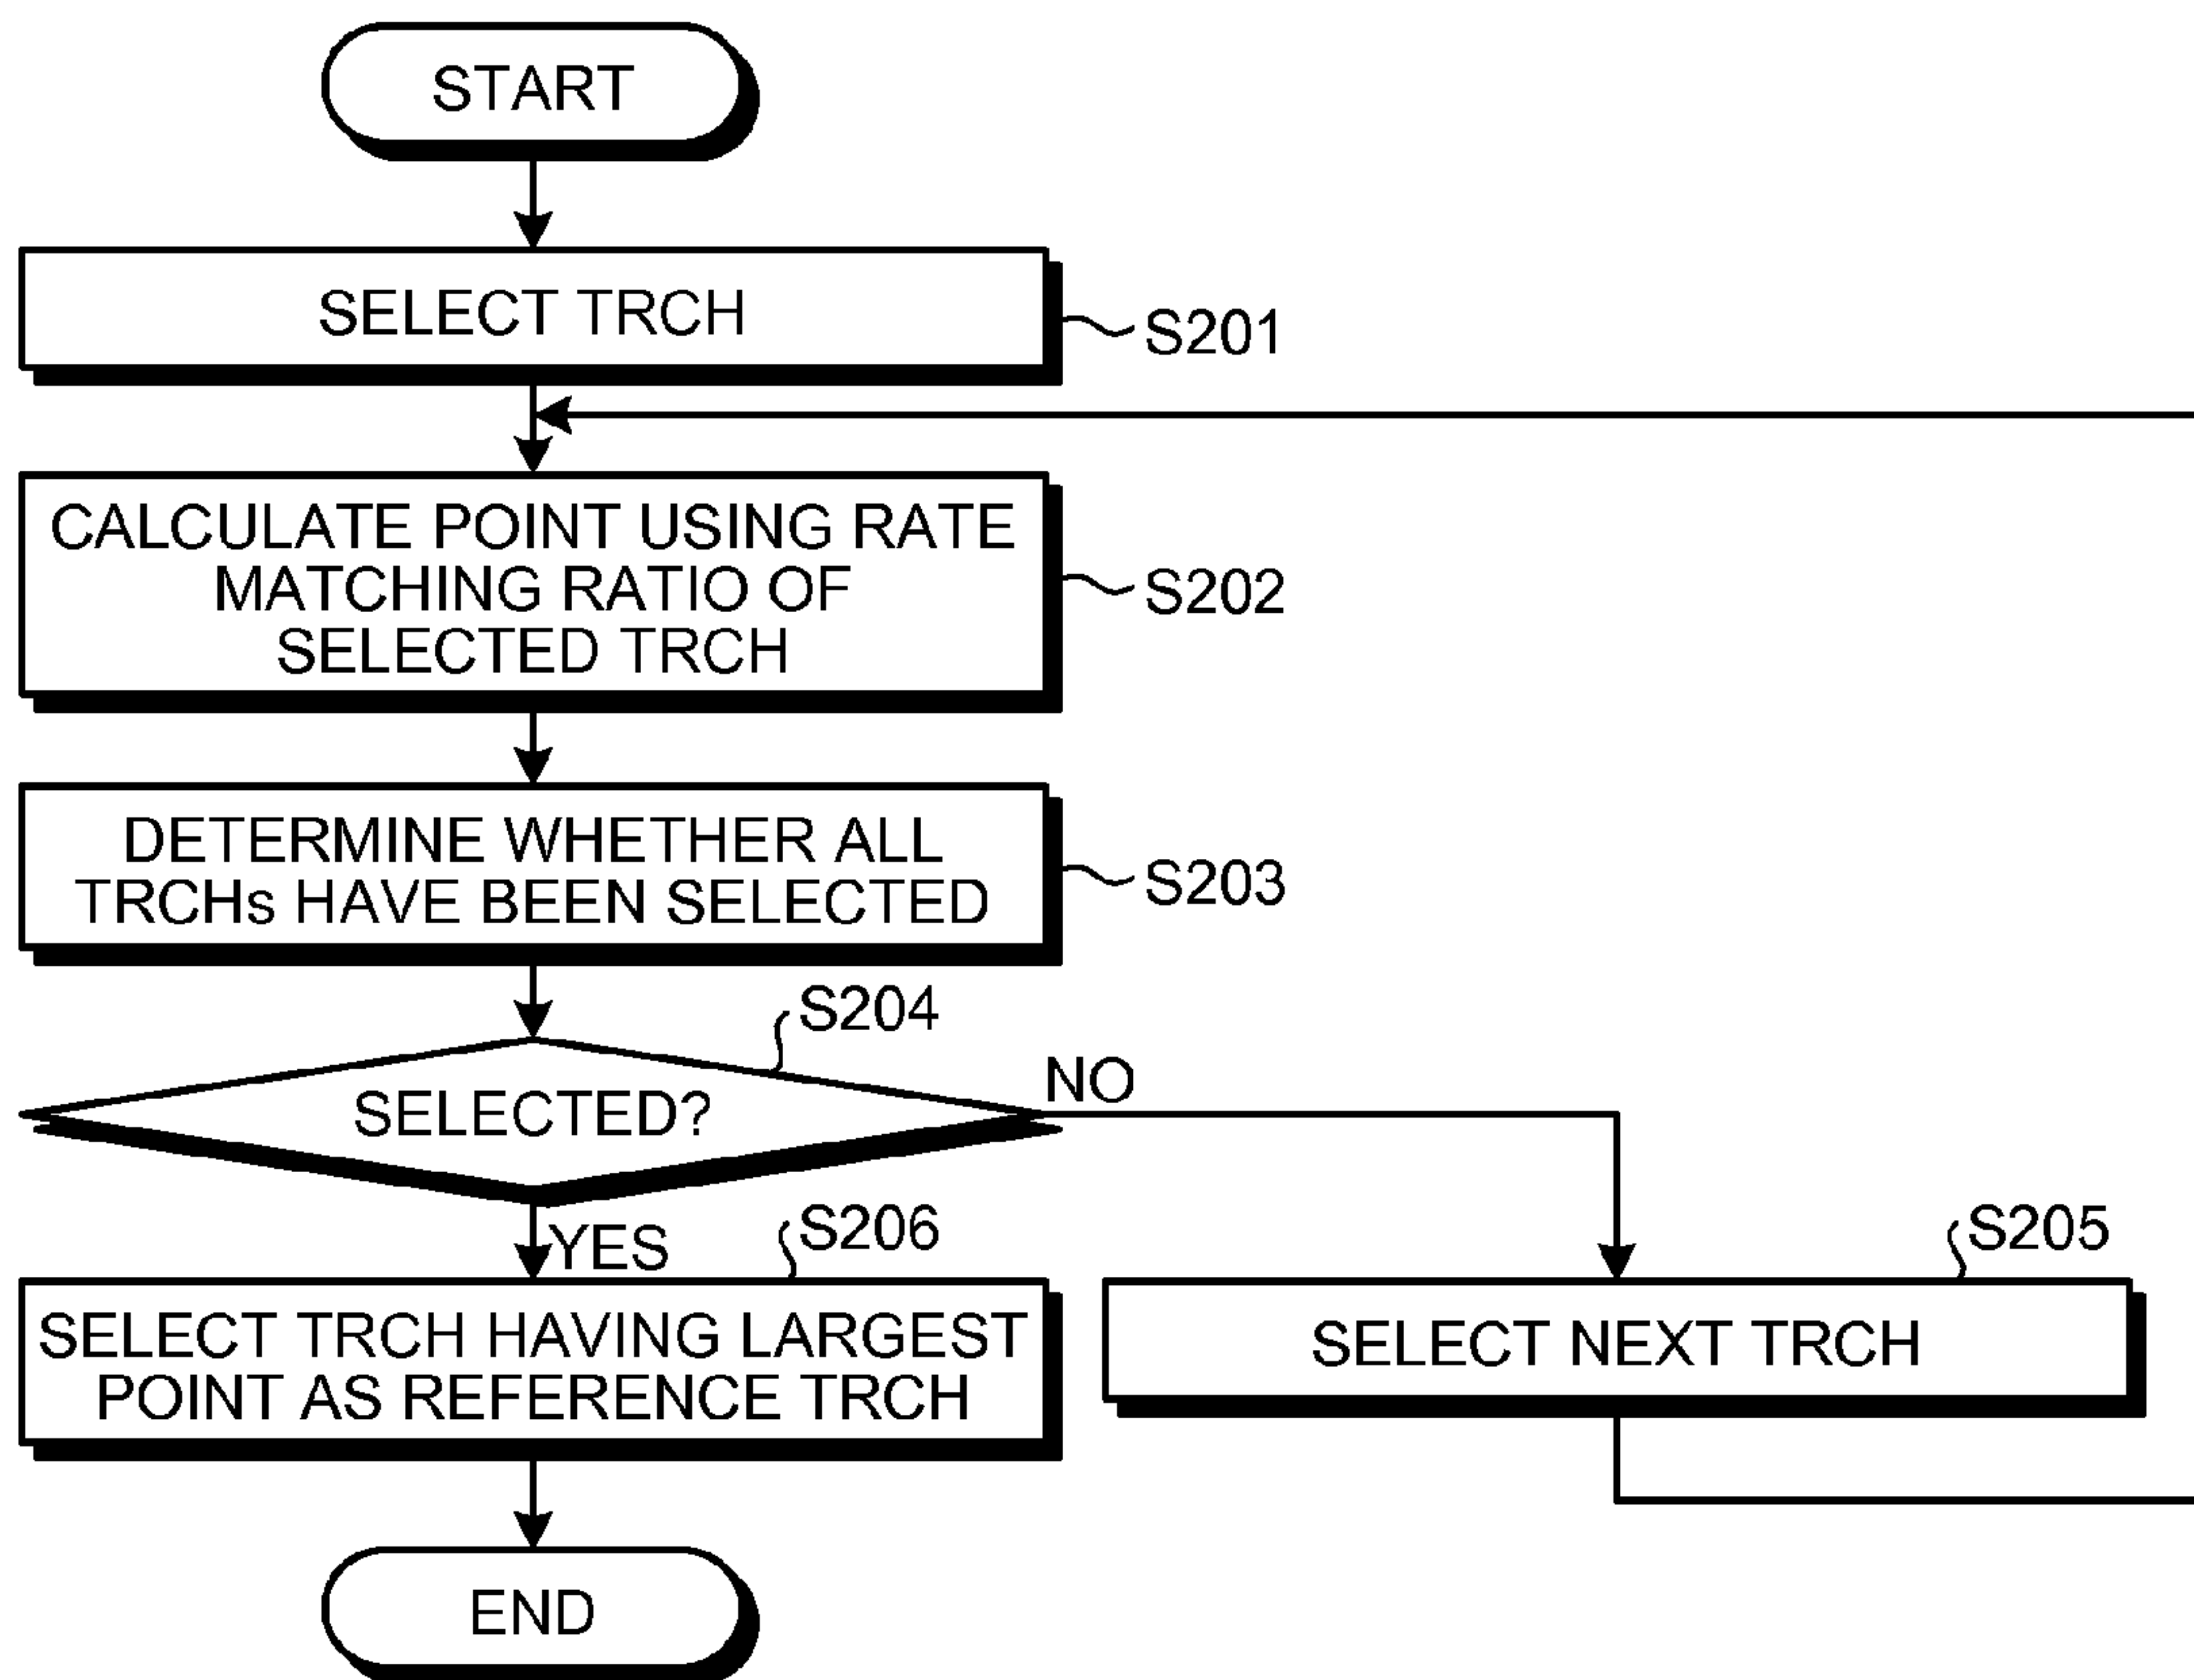 START
SELECT TRCH
S201
CALCULATE POINT USING RATE
MATCHING RATIO OF
SELECTED TRCH
S202
DETERMINE WHETHER ALL
TRCHs HAVE BEEN SELECTED
S203
S204
SELECTED?
NO
YES
S206
SELECT TRCH HAVING LARGEST
POINT AS REFERENCE TRCH
S205
SELECT NEXT TRCH
END